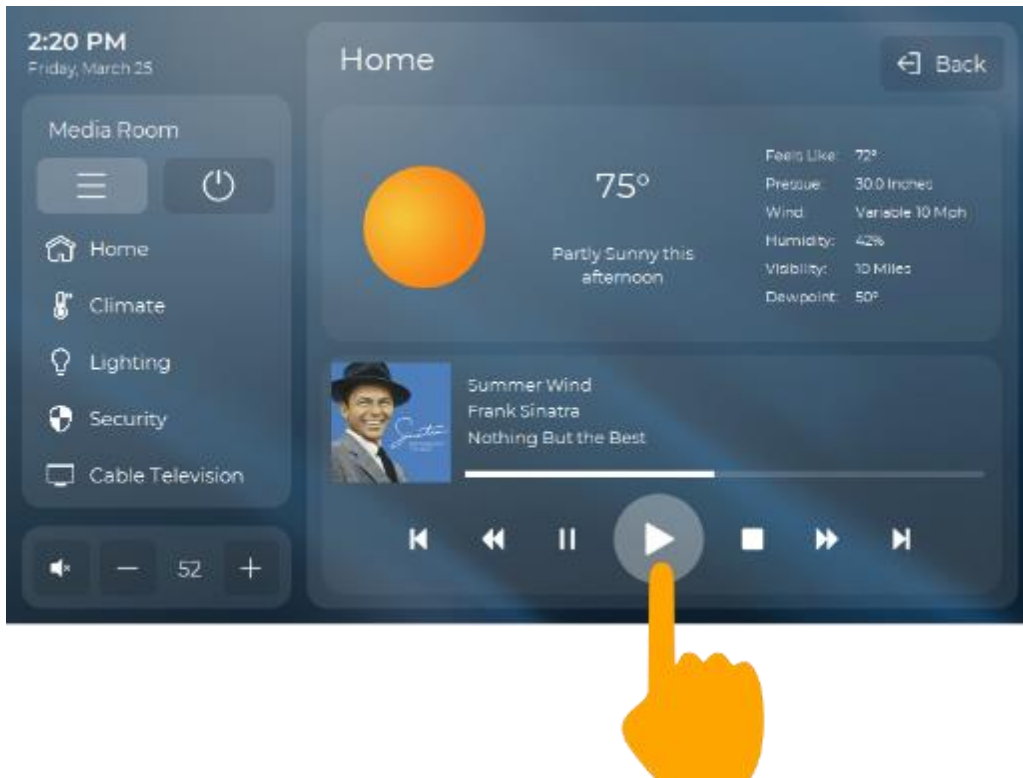 2:20 PM
Friday, March 25
Media Room
Home
Climate
Lighting
Security
Cable Television
52
Home
Back
75°
Partly Sunny this
afternoon
Feels Like: 72°
Pressue: 30.0 Inches
Wind: Variable 10 Mph
Humidity: 42%
Visibility: 10 Miles
Dewpoint: 50°
Sinatra
Summer Wind
Frank Sinatra
Nothing But the Best